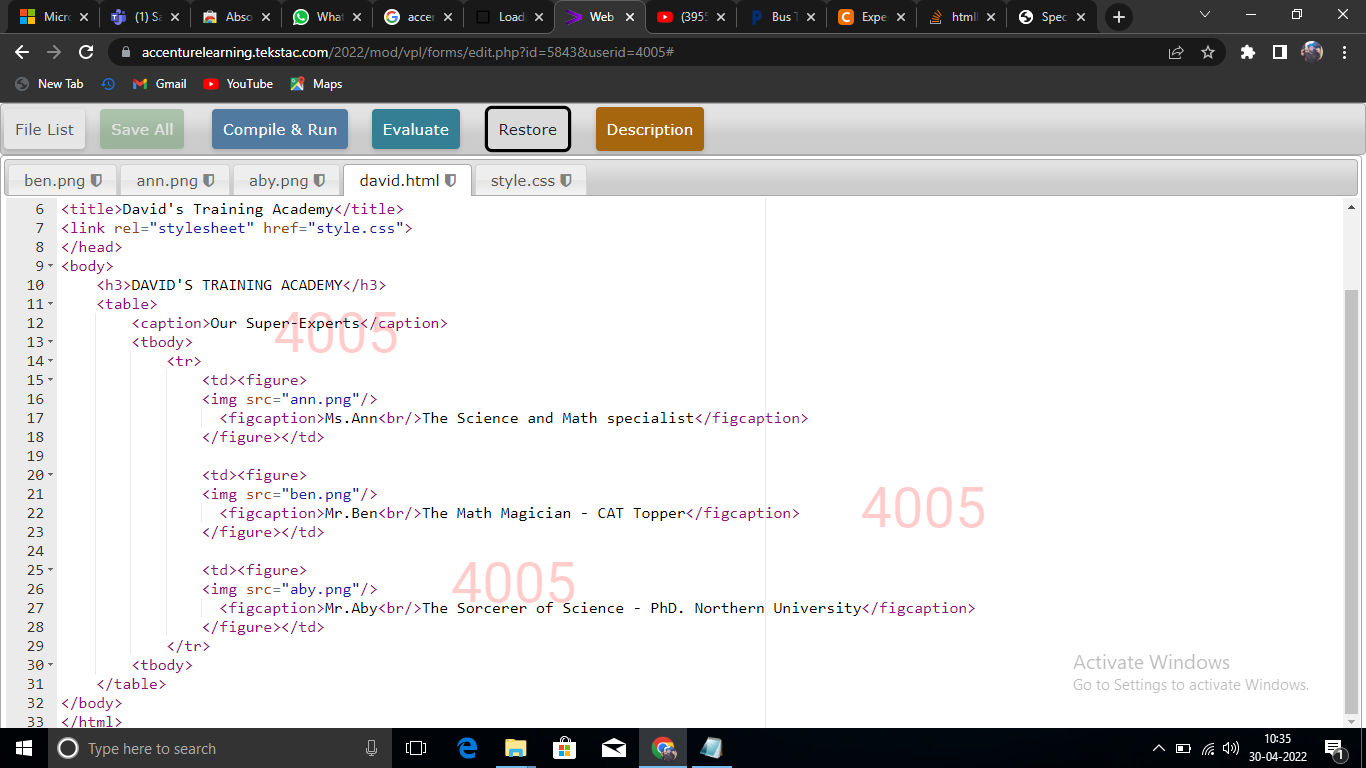 Micr (1) Sa Abso What accer Loadi Web (395 Bus T Expe html Spec
accenturelearning.tekstac.com/2022/mod/vpl/forms/edit.php?id=5843&userid=4005#
New Tab Gmail YouTube Maps
File List Save All Compile & Run Evaluate Restore Description
ben.png ann.png aby.png david.html style.css
6 <title>David's Training Academy</title>
7 <link rel="stylesheet" href="style.css">
8 </head>
9 <body>
10 <h3>DAVID'S TRAINING ACADEMY</h3>
11 <table>
12 <caption>Our Super-Experts</caption>
4005
13 <tbody>
14 <tr>
15 <td><figure>
16 <img src="ann.png"/>
17 <figcaption>Ms.Ann<br/>The Science and Math specialist</figcaption>
18 </figure></td>
19
20 <td><figure>
21 <img src="ben.png"/>
22 <figcaption>Mr.Ben<br/>The Math Magician - CAT Topper</figcaption>
4005
23 </figure></td>
24
25 <td><figure>
26 <img src="aby.png"/>
4005
27 <figcaption>Mr.Aby<br/>The Sorcerer of Science - PhD. Northern University</figcaption>
28 </figure></td>
29 </tr>
30 <tbody>
31 </table>
32 </body>
33 </html>
Activate Windows
Go to Settings to activate Windows.
Type here to search
10:35
30-04-2022
1